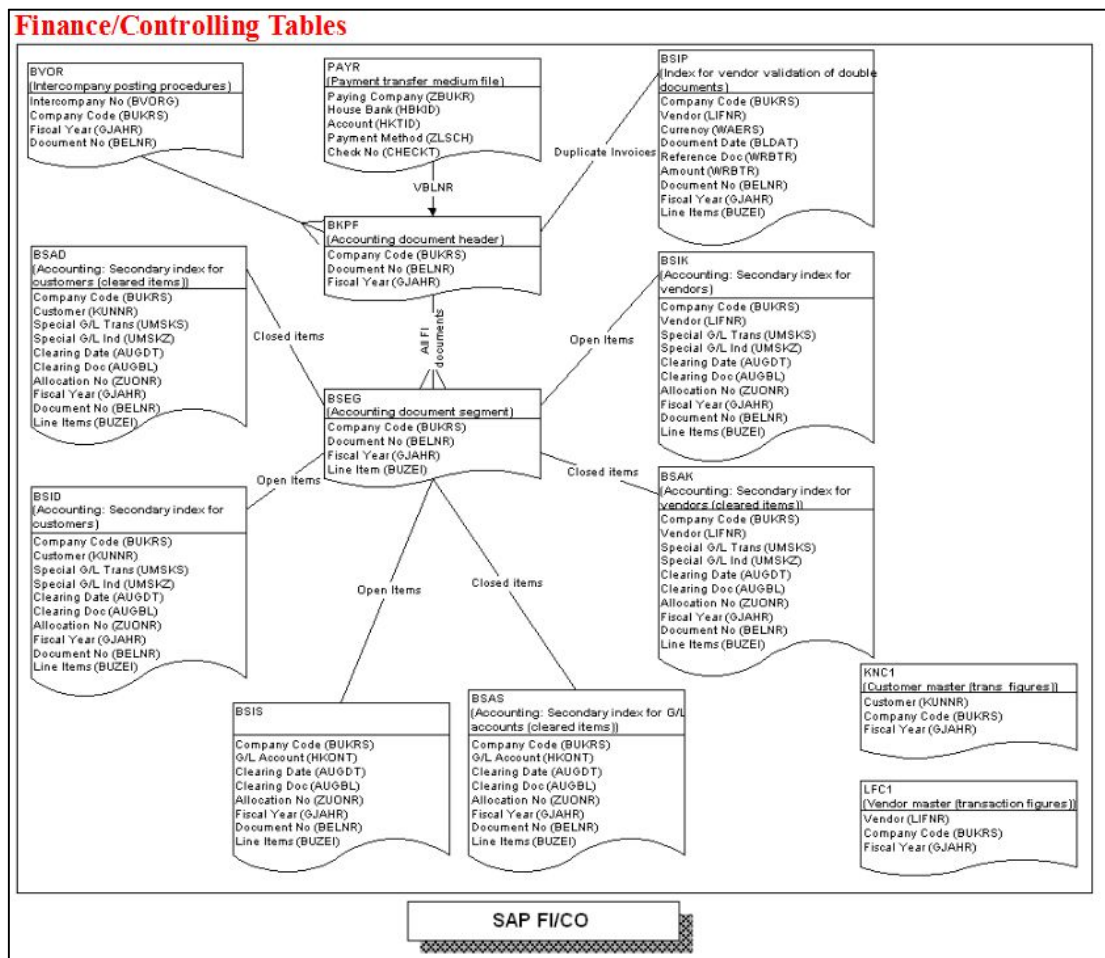 Finance/Controlling Tables
BVOR
(Intercompany posting procedures)
Intercompany No (BVORG)
Company Code (BUKRS)
Fiscal Year (GJAHR)
Document No (BELNR)
PAYR
(Payment transfer medium file)
Paying Company (ZBUKR)
House Bank (HBKID)
Account (HKTID)
Payment Method (ZLSCH)
Check No (CHECKT)
BSIP
(Index for vendor validation of double
documents)
Company Code (BUKRS)
Vendor (LIFNR)
Currency (WAERS)
Document Date (BLDAT)
Reference Doc (WRBTR)
Amount (WRBTR)
Document No (BELNR)
Fiscal Year (GJAHR)
Line Items (BUZEI)
Duplicate Invoices
VBLNR
BKPF
(Accounting document header)
Company Code (BUKRS)
Document No (BELNR)
Fiscal Year (GJAHR)
BSAD
(Accounting: Secondary index for
customers (cleared items))
Company Code (BUKRS)
Customer (KUNNR)
Special G/L Trans (UMSKS)
Special G/L Ind (UMSKZ)
Clearing Date (AUGDT)
Clearing Doc (AUGBL)
Allocation No (ZUONR)
Fiscal Year (GJAHR)
Document No (BELNR)
Line Items (BUZEI)
Closed items
All FI
documents
Open Items
BSIK
(Accounting: Secondary index for
vendors)
Company Code (BUKRS)
Vendor (LIFNR)
Special G/L Trans (UMSKS)
Special G/L Ind (UMSKZ)
Clearing Date (AUGDT)
Clearing Doc (AUGBL)
Allocation No (ZUONR)
Fiscal Year (GJAHR)
Document No (BELNR)
Line Items (BUZEI)
BSEG
(Accounting document segment)
Company Code (BUKRS)
Document No (BELNR)
Fiscal Year (GJAHR)
Line Item (BUZEI)
Open Items
Closed items
BSID
(Accounting: Secondary index for
customers)
Company Code (BUKRS)
Customer (KUNNR)
Special G/L Trans (UMSKS)
Special G/L Ind (UMSKZ)
Clearing Date (AUGDT)
Clearing Doc (AUGBL)
Allocation No (ZUONR)
Fiscal Year (GJAHR)
Document No (BELNR)
Line Items (BUZEI)
BSAK
(Accounting: Secondary index for
vendors (cleared items))
Company Code (BUKRS)
Vendor (LIFNR)
Special G/L Trans (UMSKS)
Special G/L Ind (UMSKZ)
Clearing Date (AUGDT)
Clearing Doc (AUGBL)
Allocation No (ZUONR)
Fiscal Year (GJAHR)
Document No (BELNR)
Line Items (BUZEI)
Open Items
Closed items
BSIS
Company Code (BUKRS)
G/L Account (HKONT)
Clearing Date (AUGDT)
Clearing Doc (AUGBL)
Allocation No (ZUONR)
Fiscal Year (GJAHR)
Document No (BELNR)
Line Items (BUZEI)
BSAS
(Accounting: Secondary index for G/L
accounts (cleared items))
Company Code (BUKRS)
G/L Account (HKONT)
Clearing Date (AUGDT)
Clearing Doc (AUGBL)
Allocation No (ZUONR)
Fiscal Year (GJAHR)
Document No (BELNR)
Line Items (BUZEI)
KNC1
(Customer master (trans figures))
Customer (KUNNR)
Company Code (BUKRS)
Fiscal Year (GJAHR)
LFC1
(Vendor master (transaction figures))
Vendor (LIFNR)
Company Code (BUKRS)
Fiscal Year (GJAHR)
SAP FI/CO